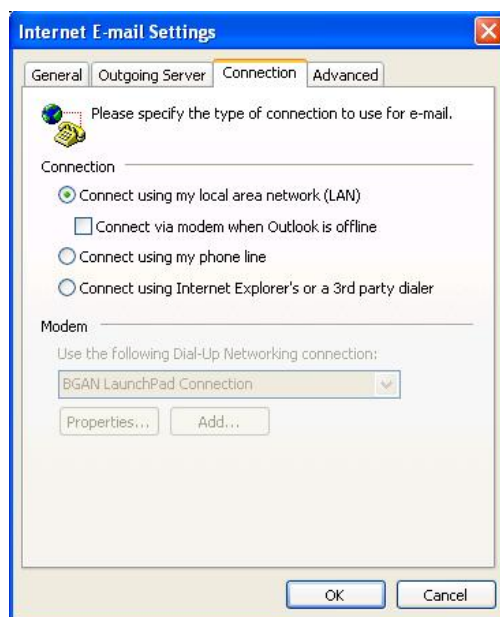 Internet E-mail Settings
General Outgoing Server Connection Advanced
Please specify the type of connection to use for e-mail.
Connection
Connect using my local area network (LAN)
Connect via modem when Outlook is offline
Connect using my phone line
Connect using Internet Explorer's or a 3rd party dialer
Modem
Use the following Dial-Up Networking connection:
BGAN LaunchPad Connection
Properties... Add...
OK Cancel